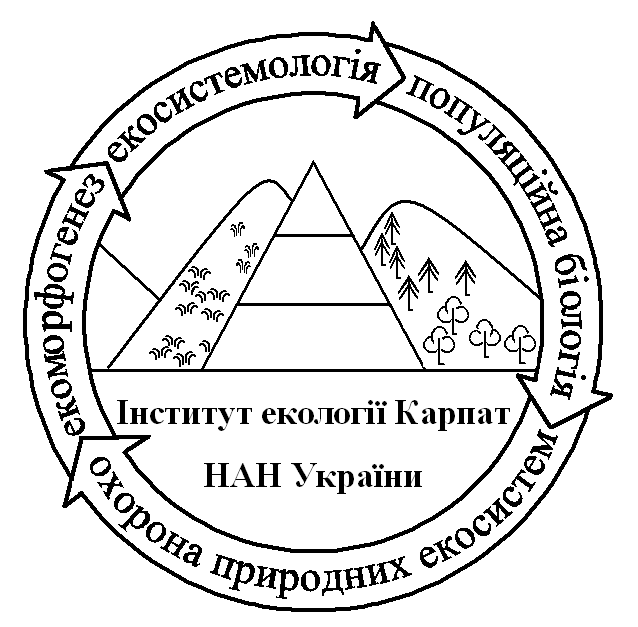 екосистемологія
популяційна біологія
охорона природних екосистем
екоморфогенез
Інститут екології Карпат
НАН України